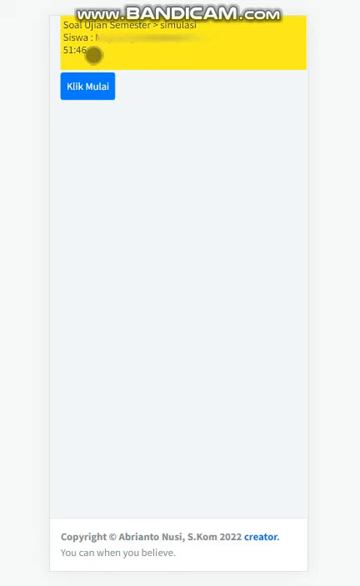 www.BANDICAM.com
Soal Ujian Semester > simulasi
Siswa :
51:46
Klik Mulai
Copyright © Abrianto Nusi, S.Kom 2022 creator.
You can when you believe.